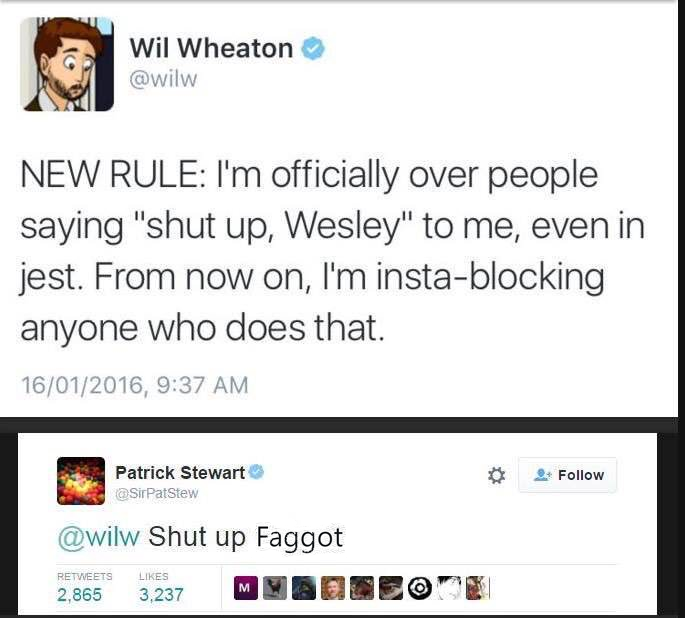 Wil Wheaton
@wilw
NEW RULE: I'm officially over people
saying "shut up, Wesley" to me, even in
jest. From now on, I'm insta-blocking
anyone who does that.
16/01/2016, 9:37 AM
Patrick Stewart
@SirPatStew
Follow
@wilw Shut up Faggot
RETWEETS LIKES
2,865 3,237
M